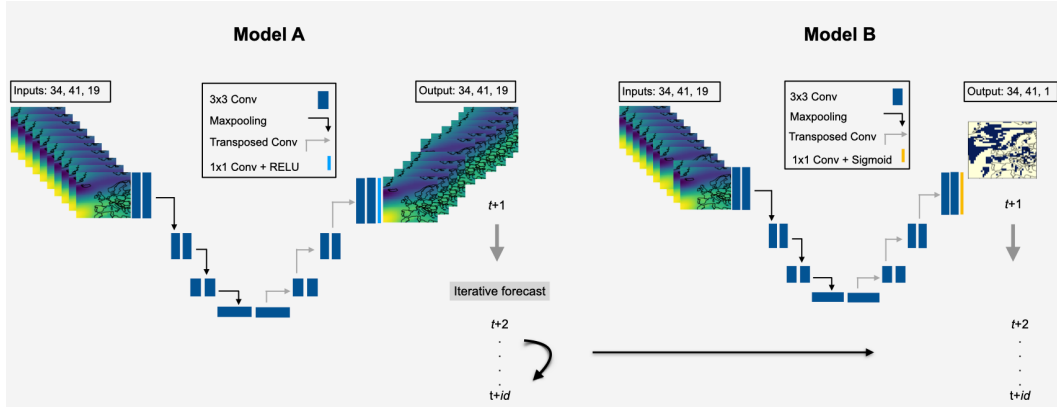 Model A
Inputs: 34, 41, 19
3x3 Conv
Maxpooling
Transposed Conv
1x1 Conv + RELU
Output: 34, 41, 19
t+1
Iterative forecast
t+2
.
.
.
.
t+id
Model B
Inputs: 34, 41, 19
3x3 Conv
Maxpooling
Transposed Conv
1x1 Conv + Sigmoid
Output: 34, 41, 1
t+1
t+2
.
.
.
.
t+id